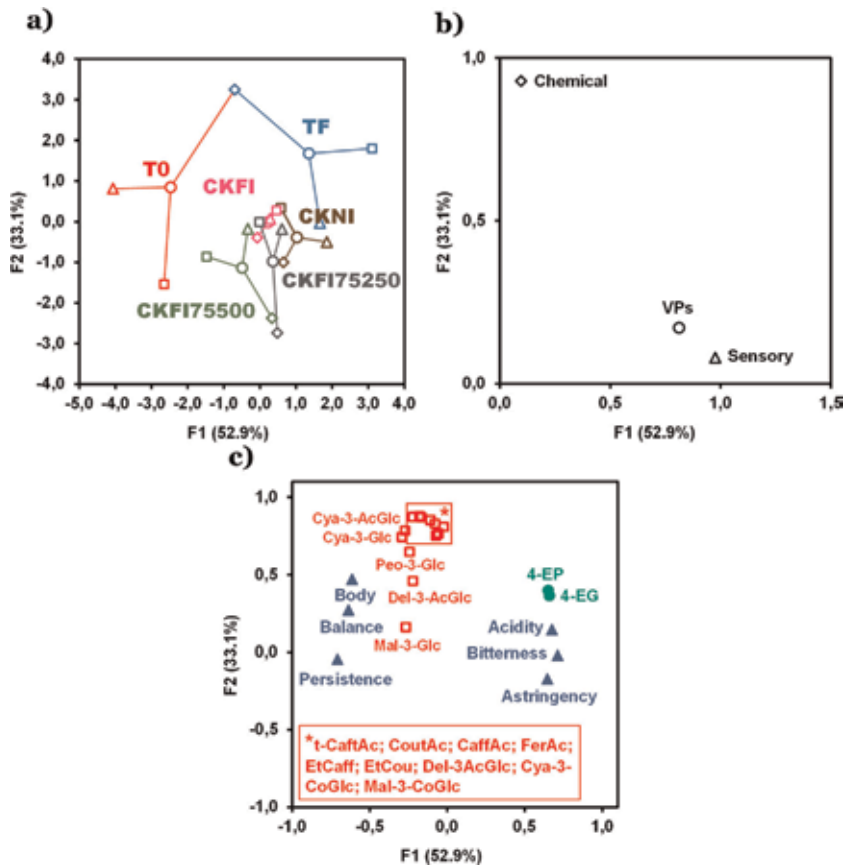 a)
4,0
3,0
2,0
1,0
0,0
-1,0
-2,0
-3,0
-4,0
F2 (33.1%)
T0
TF
CKFI
CKNI
CKFI75250
CKFI75500
-5,0 -4,0 -3,0 -2,0 -1,0 0,0 1,0 2,0 3,0 4,0
F1 (52.9%)
b)
1,0
0,5
0,0
F2 (33.1%)
Chemical
VPs
Sensory
0,0 0,5 1,0 1,5
F1 (52.9%)
c)
1,0
0,5
0,0
-0,5
-1,0
F2 (33.1%)
*
Cya-3-AcGlc
Cya-3-Glc
Peo-3-Glc
Del-3-AcGlc
Mal-3-Glc
Body
Balance
Persistence
4-EP
4-EG
Acidity
Bitterness
Astringency
*t-CaftAc; CoutAc; CaffAc; FerAc;
EtCaff; EtCou; Del-3AcGlc; Cya-3-
CoGlc; Mal-3-CoGlc
-1,0 -0,5 0,0 0,5 1,0
F1 (52.9%)